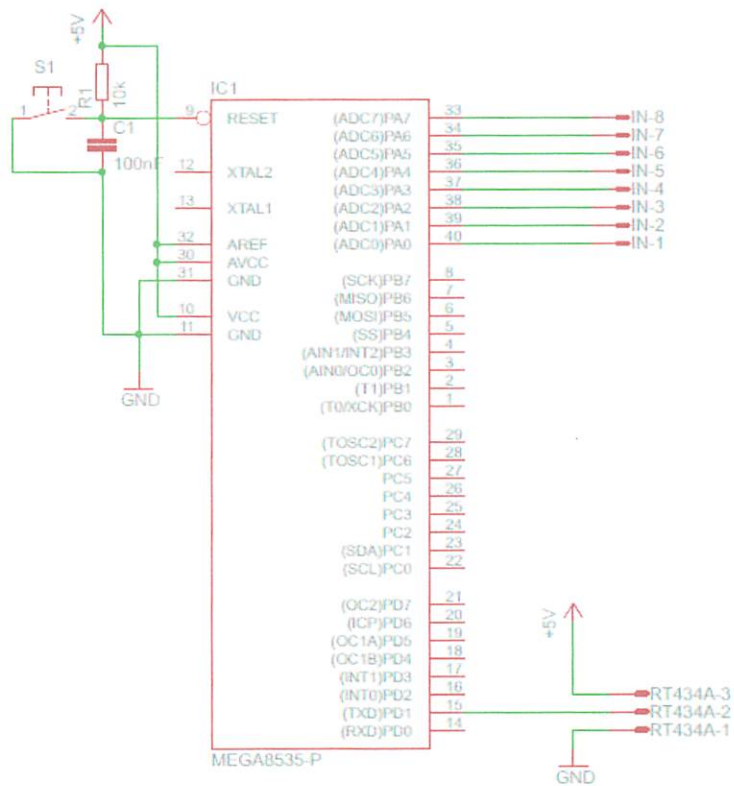 +5V
S1
1
2
R1
10k
C1
100nF
IC1
9 RESET
12 XTAL2
13 XTAL1
32 AREF
30 AVCC
31 GND
10 VCC
11 GND
GND
(ADC7)PA7 33 IN-8
(ADC6)PA6 34 IN-7
(ADC5)PA5 35 IN-6
(ADC4)PA4 36 IN-5
(ADC3)PA3 37 IN-4
(ADC2)PA2 38 IN-3
(ADC1)PA1 39 IN-2
(ADC0)PA0 40 IN-1
(SCK)PB7 8
(MISO)PB6 7
(MOSI)PB5 6
(SS)PB4 5
(AIN1/INT2)PB3 4
(AIN0/OC0)PB2 3
(T1)PB1 2
(T0/XCK)PB0 1
(TOSC2)PC7 29
(TOSC1)PC6 28
PC5 27
PC4 26
PC3 25
PC2 24
(SDA)PC1 23
(SCL)PC0 22
(OC2)PD7 21
(ICP)PD6 20
(OC1A)PD5 19
(OC1B)PD4 18
(INT1)PD3 17
(INT0)PD2 16
(TXD)PD1 15
(RXD)PD0 14
MEGA8535-P
+5V
RT434A-3
RT434A-2
RT434A-1
GND